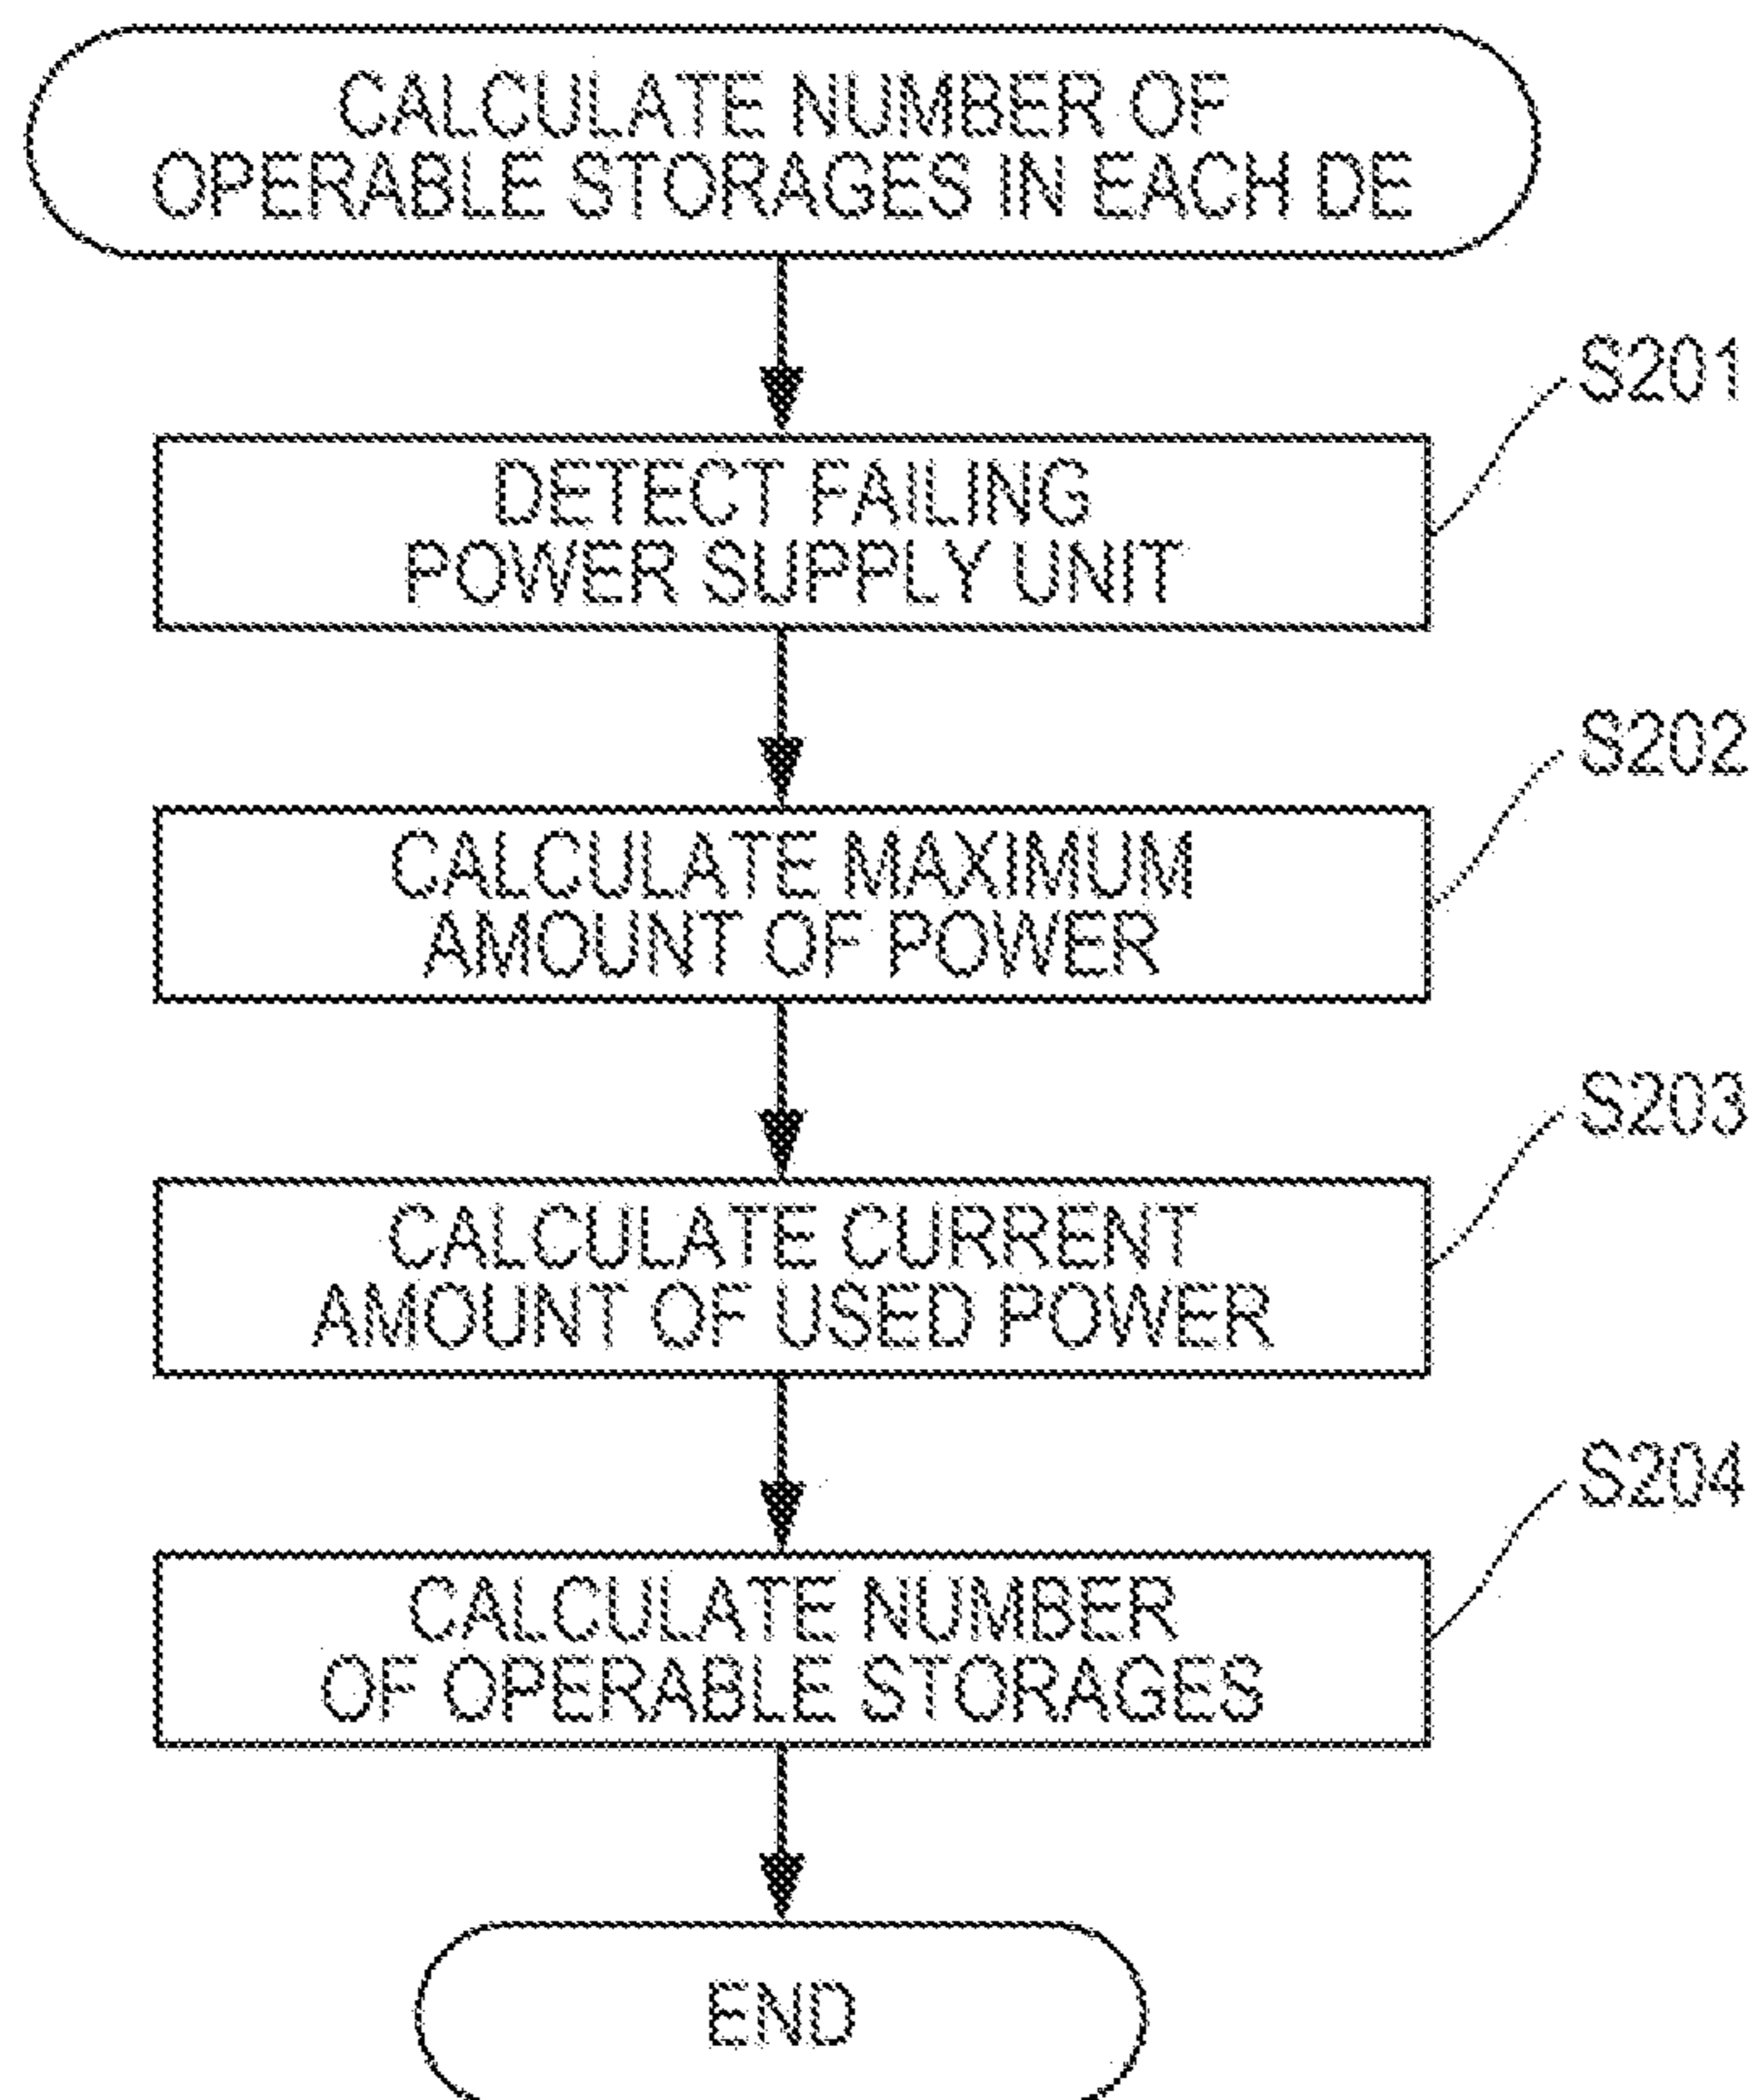 CALCULATE NUMBER OF
OPERABLE STORAGES IN EACH DE
S201
DETECT FAILING
POWER SUPPLY UNIT
S202
CALCULATE MAXIMUM
AMOUNT OF POWER
S203
CALCULATE CURRENT
AMOUNT OF USED POWER
S204
CALCULATE NUMBER
OF OPERABLE STORAGES
END